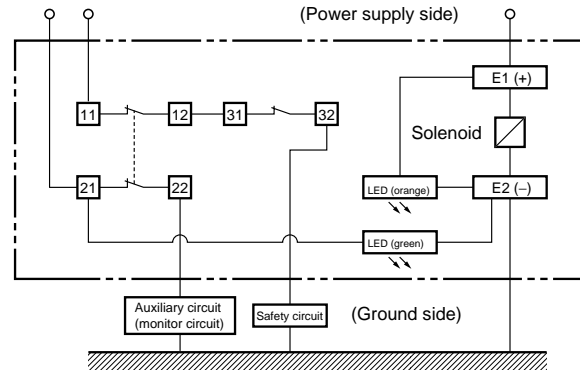 (Power supply side)
E1 (+)
11
12
31
32
Solenoid
21
22
LED (orange)
E2 (−)
LED (green)
Auxiliary circuit
(monitor circuit)
Safety circuit
(Ground side)